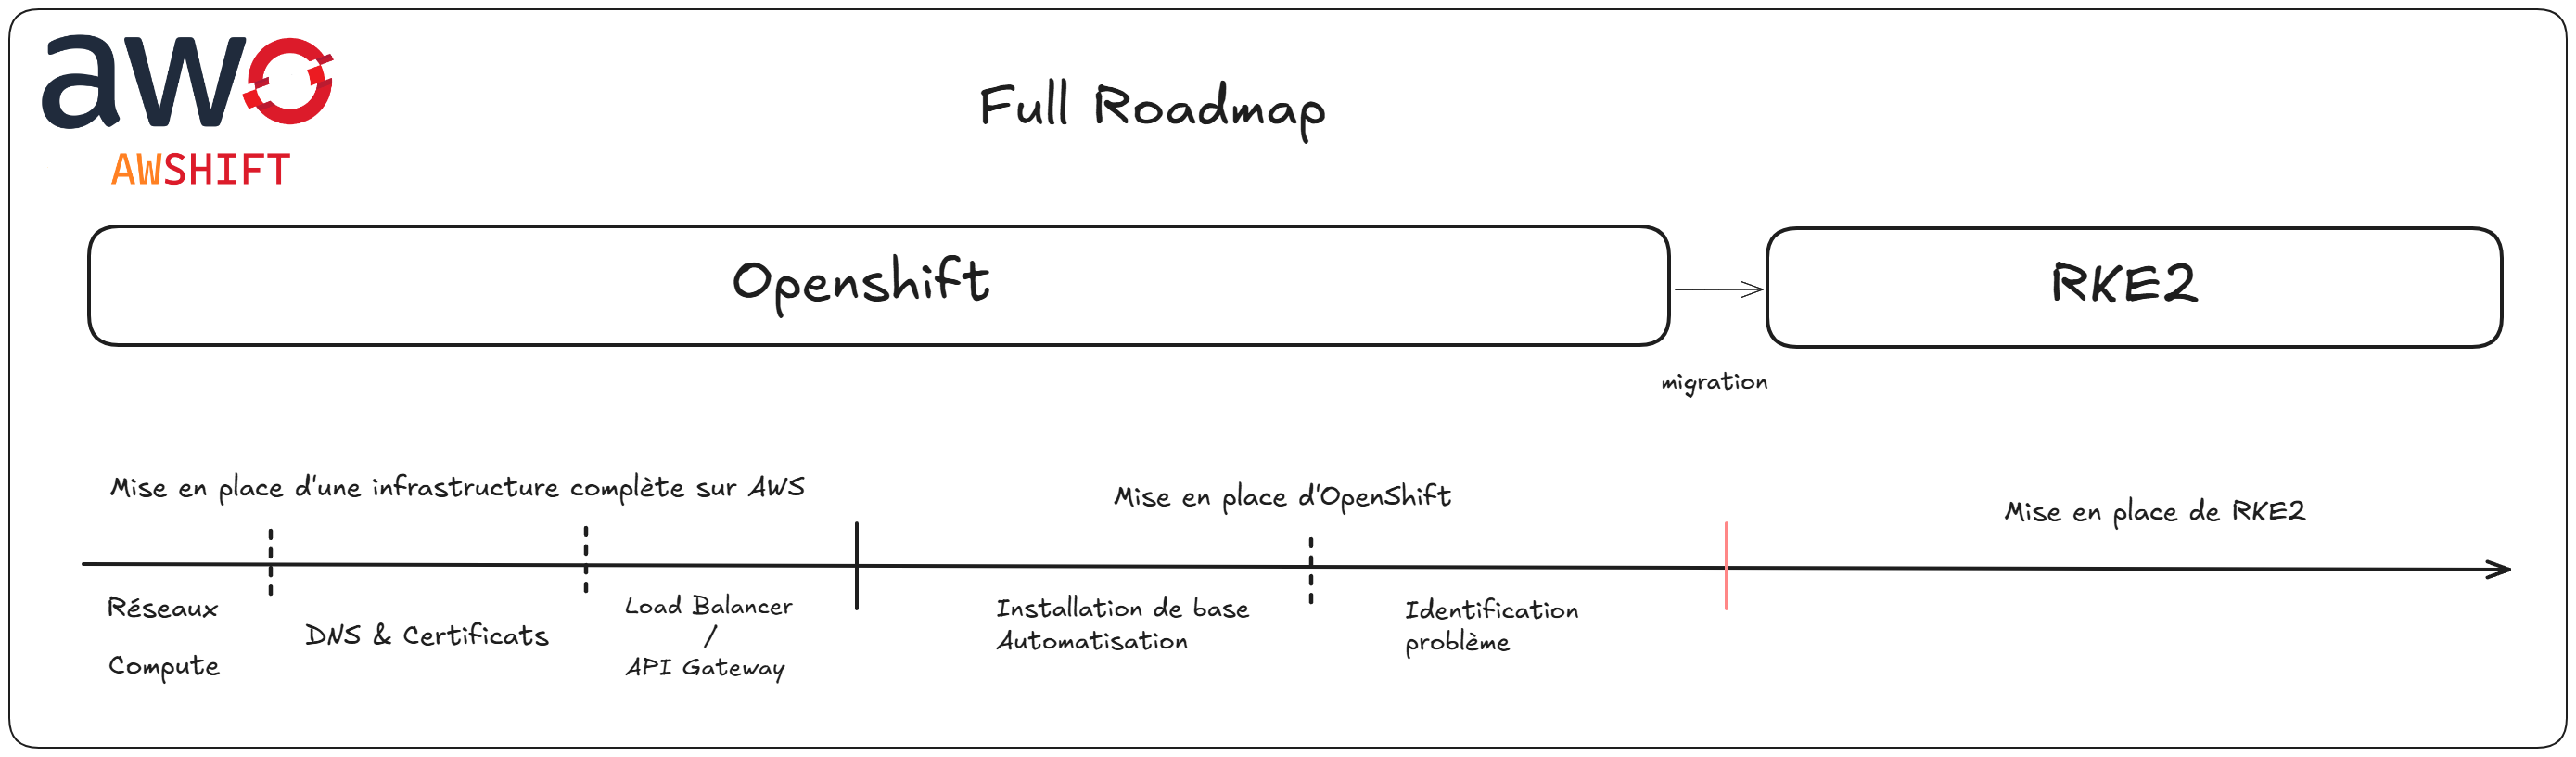 awo
AWSHIFT
Full Roadmap
Openshift
RKE2
migration
Mise en place d'une infrastructure complète sur AWS
Mise en place d'OpenShift
Mise en place de RKE2
Réseaux
Compute
DNS & Certificats
Load Balancer
/
API Gateway
Installation de base
Automatisation
Identification
problème